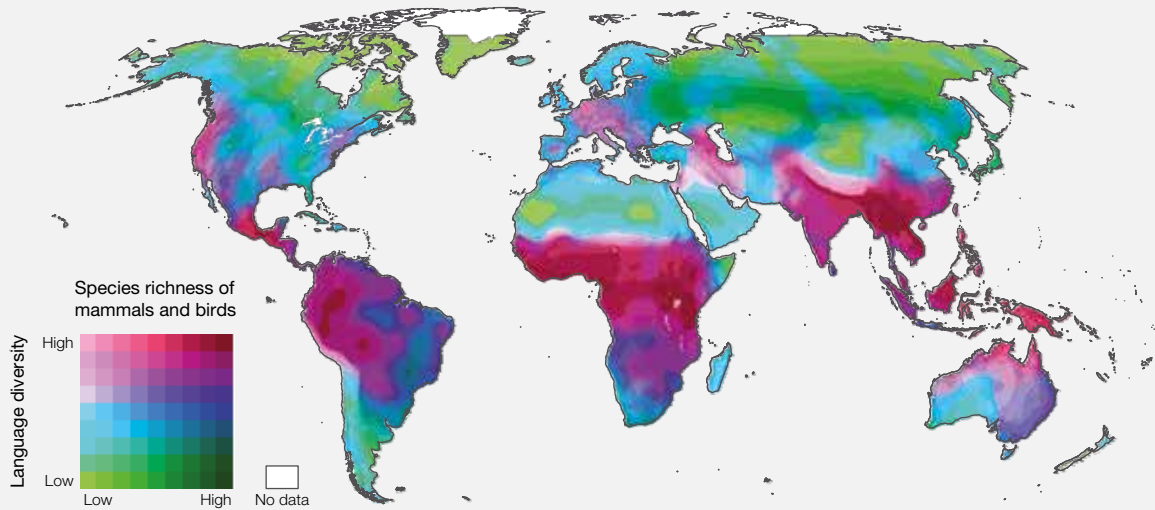 Species richness of
mammals and birds
High
Language diversity
Low
Low
High
No data